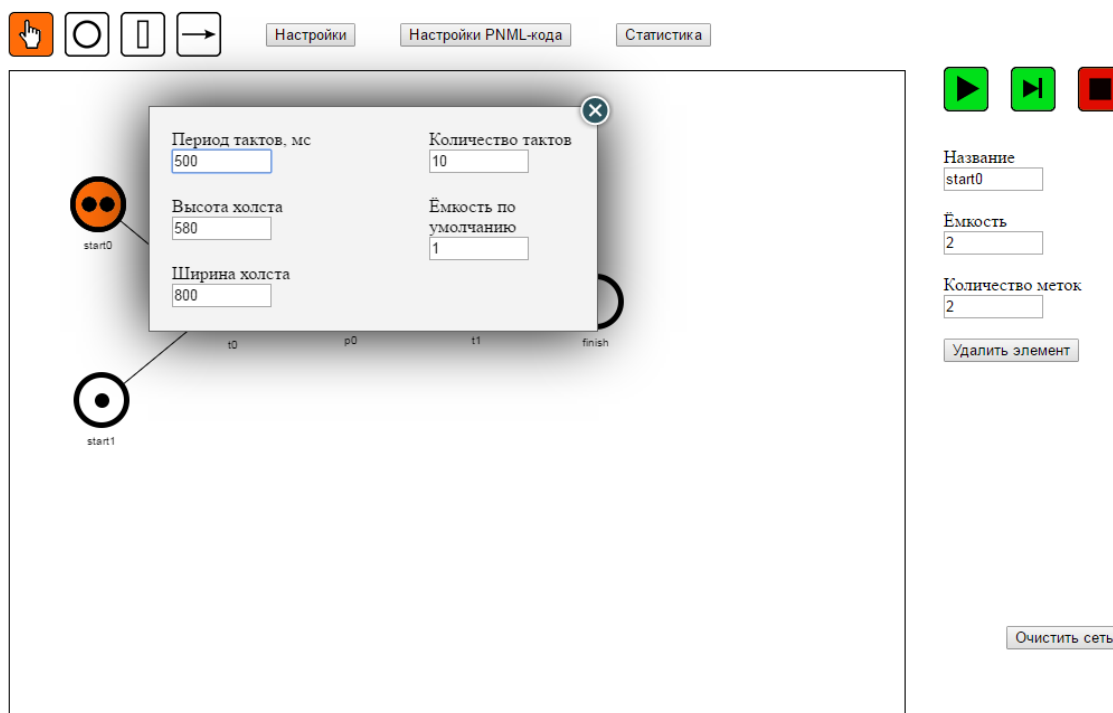 Настройки
Настройки PNML-кода
Статистика
Период тактов, мс
500
Количество тактов
10
Высота холста
580
Ёмкость по
умолчанию
1
Ширина холста
800
start0
t0
p0
t1
finish
start1
Название
start0
Ёмкость
2
Количество меток
2
Удалить элемент
Очистить сеть